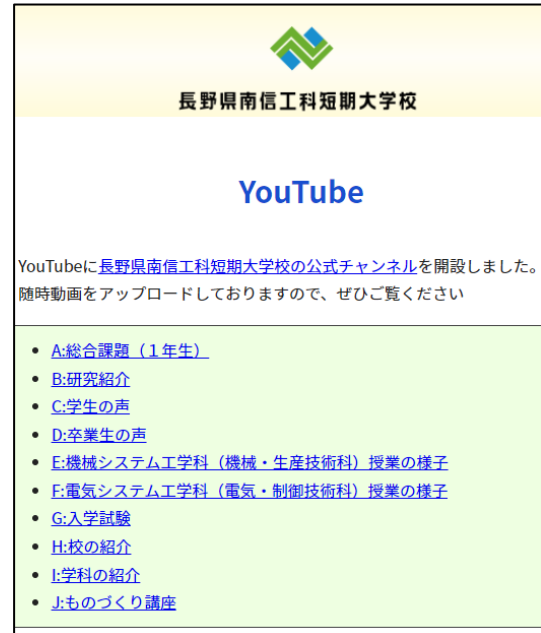 長野県南信工科短期大学校
YouTube
YouTubeに長野県南信工科短期大学校の公式チャンネルを開設しました。
随時動画をアップロードしておりますので、ぜひご覧ください
A:総合課題（１年生）
B:研究紹介
C:学生の声
D:卒業生の声
E:機械システム工学科（機械・生産技術科）授業の様子
F:電気システム工学科（電気・制御技術科）授業の様子
G:入学試験
H:校の紹介
I:学科の紹介
J:ものづくり講座